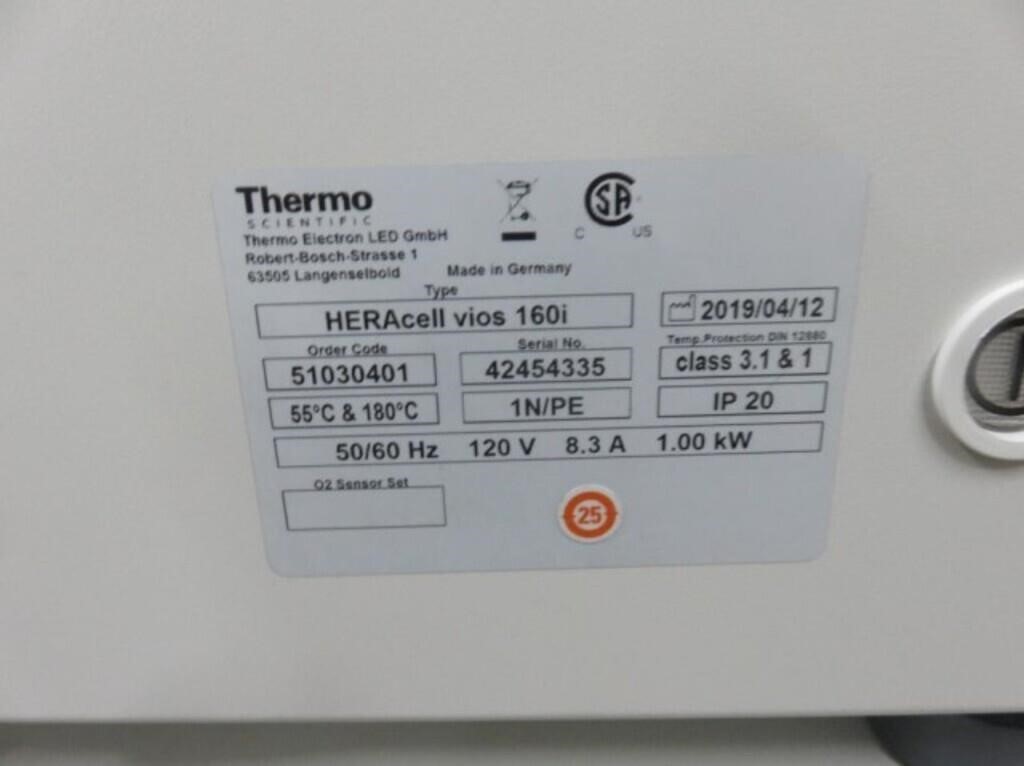 Thermo
SCIENTIFIC
Thermo Electron LED GmbH
Robert-Bosch-Strasse 1
63505 Langenselbold
Made in Germany
CSA
C US
Type
HERAcell vios 160i
2019/04/12
Order Code
51030401
Serial No.
42454335
Temp.Protection DIN 12880
class 3.1 & 1
55°C & 180°C
1N/PE
IP 20
50/60 Hz 120 V 8.3 A 1.00 kW
O2 Sensor Set
25